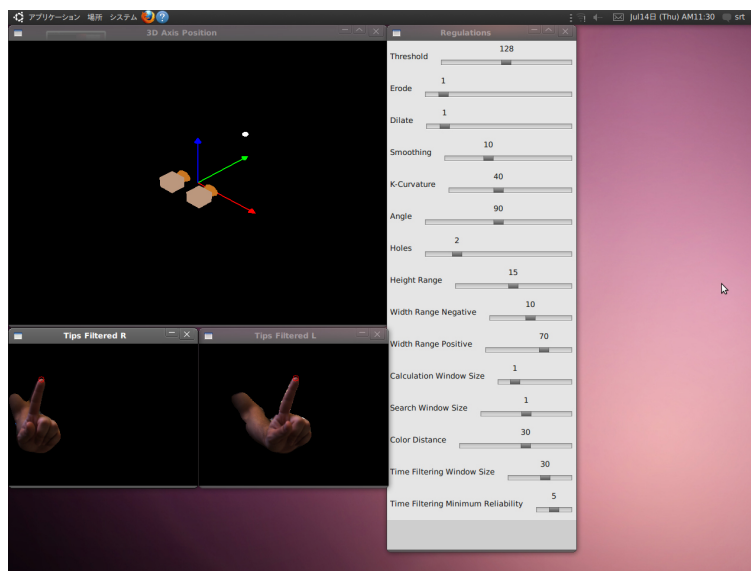 アプリケーション 場所 システム
Jul14日 (Thu) AM11:30 srt
3D Axis Position
Regulations
Threshold 128
Erode 1
Dilate 1
Smoothing 10
K-Curvature 40
Angle 90
Holes 2
Height Range 15
Width Range Negative 10
Width Range Positive 70
Calculation Window Size 1
Search Window Size 1
Color Distance 30
Time Filtering Window Size 30
Time Filtering Minimum Reliability 5
Tips Filtered R
Tips Filtered L